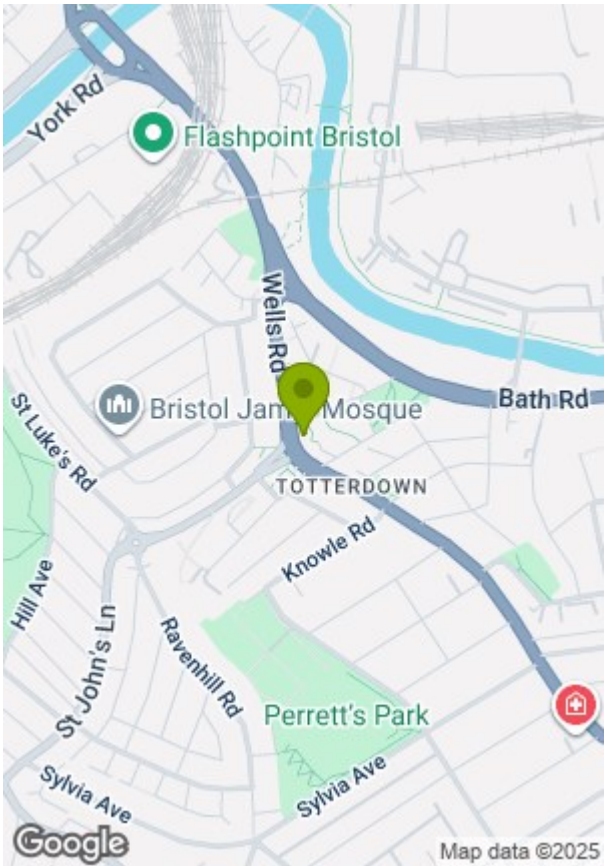 York Rd
Flashpoint Bristol
Wells Rd
Bath Rd
Bristol Jam Mosque
St Luke's Rd
TOTTERDOWN
Knowle Rd
Hill Ave
St John's Ln
Ravenhill Rd
Perrett's Park
Sylvia Ave
Sylvia Ave
Google
Map data ©2025